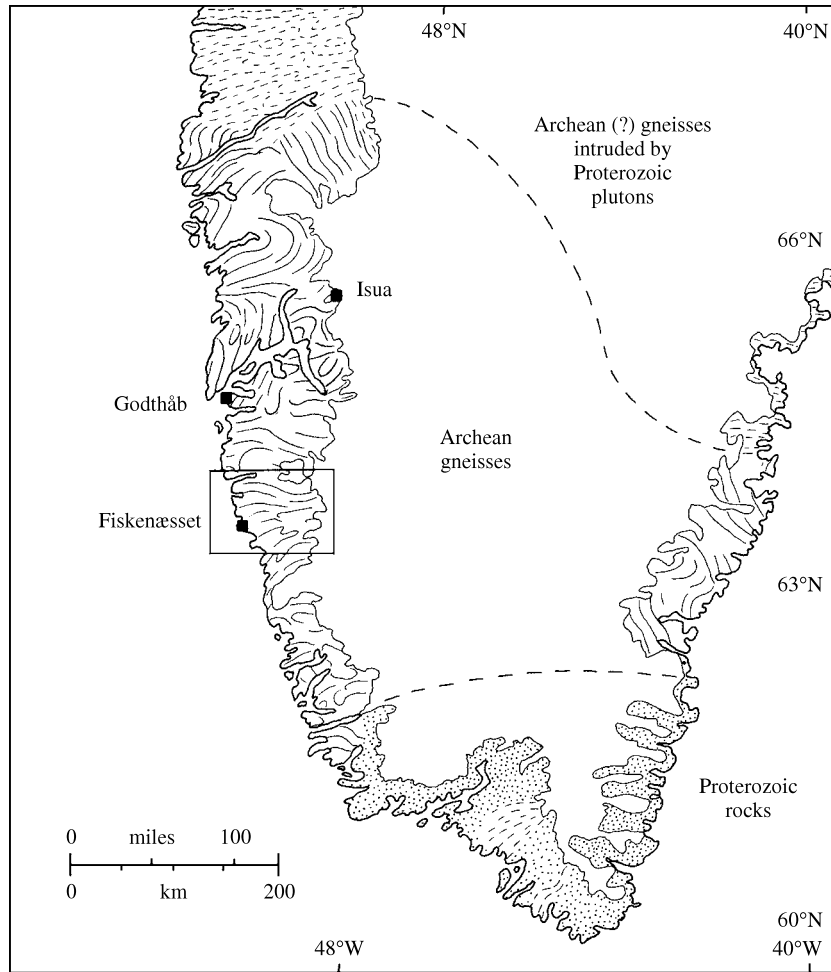 48°N
40°N
Archean (?) gneisses
intruded by
Proterozoic
plutons
66°N
Isua
Godthåb
Archean
gneisses
Fiskenæsset
63°N
Proterozoic
rocks
0 miles 100
0 km 200
60°N
48°W
40°W